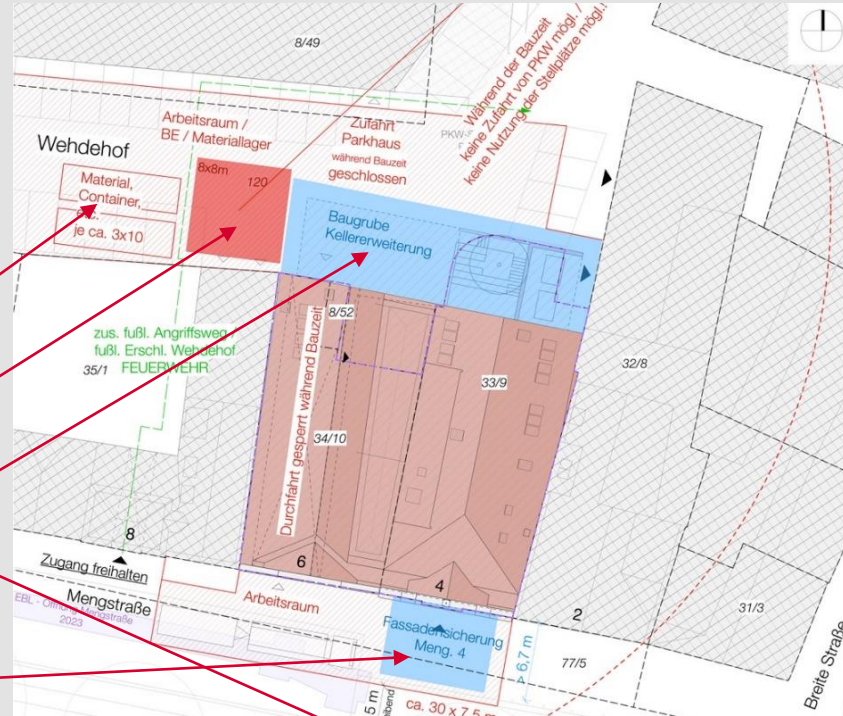 8/49
Während der Bauzeit
keine Zufahrt von PKW mögl. /
keine Nutzung der Stellplätze mögl.
Arbeitsraum /
BE / Materiallager
Zufahrt
Parkhaus
während Bauzeit
geschlossen
Wehdehof
8x8m
120
Material,
Container,
etc.
je ca. 3x10
Baugrube
Kellererweiterung
8/52
zus. fußl. Angriffsweg /
fußl. Erschl. Wehdehof
FEUERWEHR
35/1
Durchfahrt gesperrt während Bauzeit
33/9
32/8
34/10
8
6
4
2
Zugang freihalten
Mengstraße
EBL - Öffnung Mengstraße
2023
Arbeitsraum
Fassadensicherung
Meng. 4
> 6,7 m
77/5
31/3
Breite Straße
ca. 30 x 7,5 m